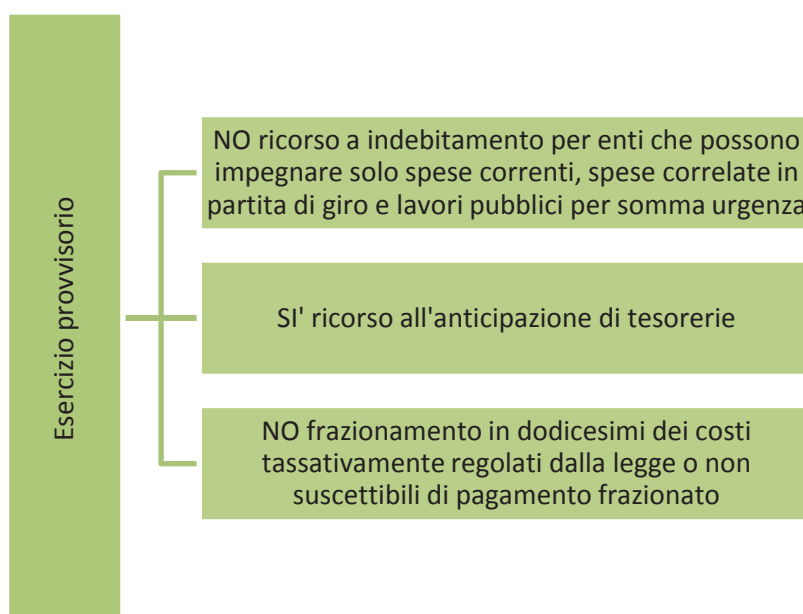 Esercizio provvisorio
NO ricorso a indebitamento per enti che possono
impegnare solo spese correnti, spese correlate in
partita di giro e lavori pubblici per somma urgenza
SI' ricorso all'anticipazione di tesorerie
NO frazionamento in dodicesimi dei costi
tassativamente regolati dalla legge o non
suscettibili di pagamento frazionato